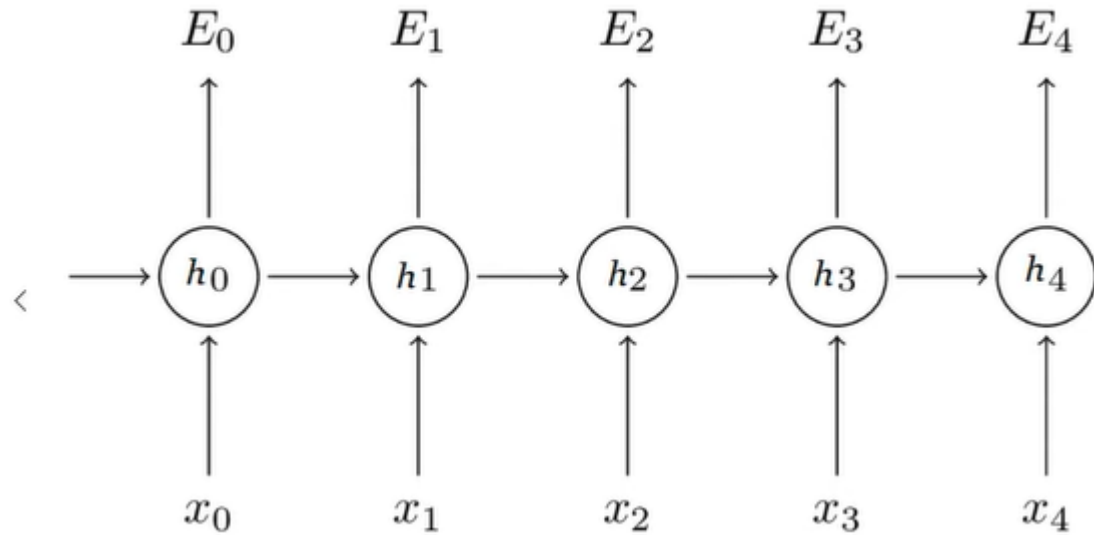 E₀ E₁ E₂ E₃ E₄
h₀ h₁ h₂ h₃ h₄
<
x₀ x₁ x₂ x₃ x₄